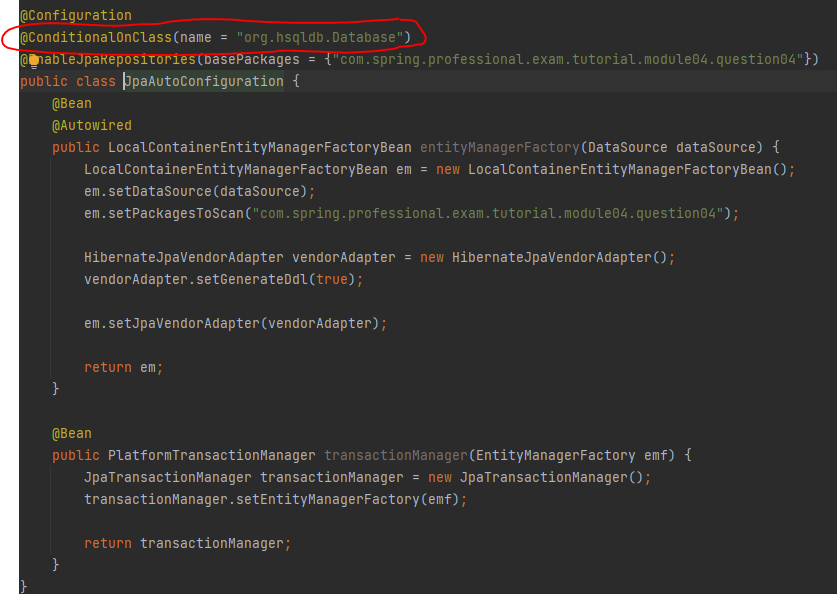 @Configuration
@ConditionalOnClass(name = "org.hsqldb.Database")
@EnableJpaRepositories(basePackages = {"com.spring.professional.exam.tutorial.module04.question04"})
public class JpaAutoConfiguration {
@Bean
@Autowired
public LocalContainerEntityManagerFactoryBean entityManagerFactory(DataSource dataSource) {
LocalContainerEntityManagerFactoryBean em = new LocalContainerEntityManagerFactoryBean();
em.setDataSource(dataSource);
em.setPackagesToScan("com.spring.professional.exam.tutorial.module04.question04");
HibernateJpaVendorAdapter vendorAdapter = new HibernateJpaVendorAdapter();
vendorAdapter.setGenerateDdl(true);
em.setJpaVendorAdapter(vendorAdapter);
return em;
}
@Bean
public PlatformTransactionManager transactionManager(EntityManagerFactory emf) {
JpaTransactionManager transactionManager = new JpaTransactionManager();
transactionManager.setEntityManagerFactory(emf);
return transactionManager;
}
}